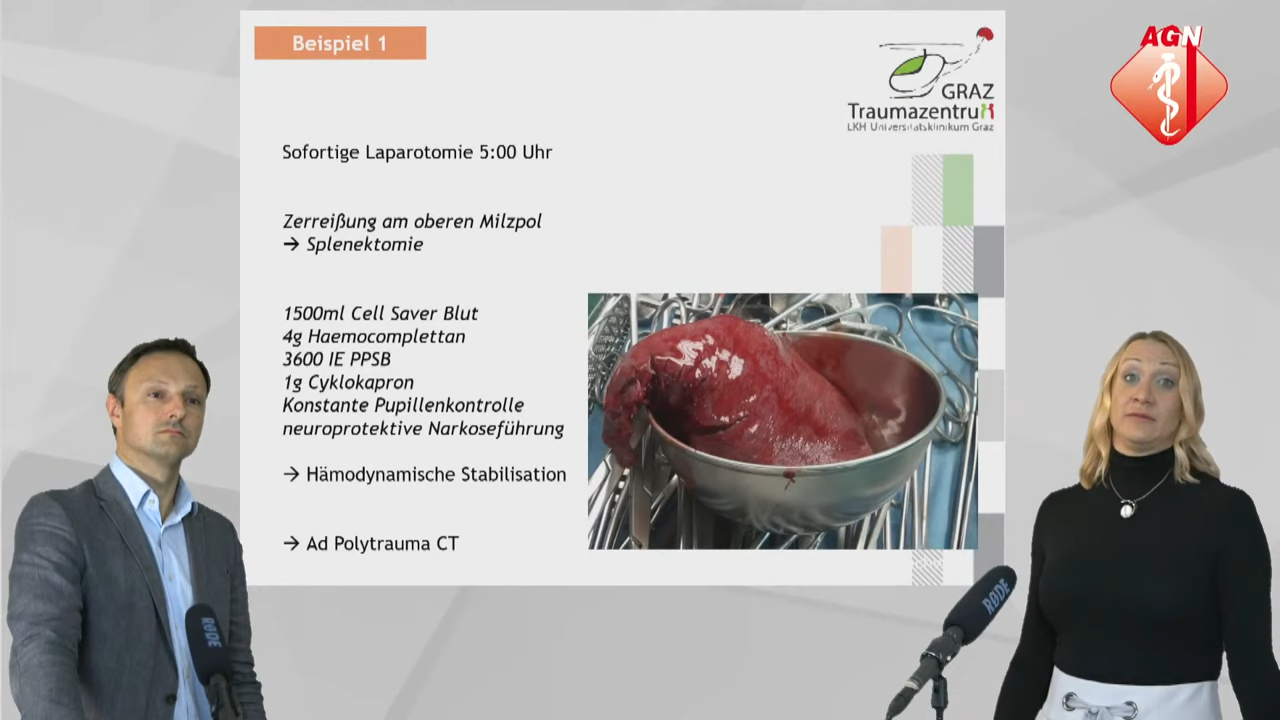 Beispiel 1
GRAZ
Traumazentrum
LKH Universitätsklinikum Graz
AGN
Sofortige Laparotomie 5:00 Uhr
Zerreißung am oberen Milzpol
→ Splenektomie
1500ml Cell Saver Blut
4g Haemocomplettan
3600 IE PPSB
1g Cyklokapron
Konstante Pupillenkontrolle
neuroprotektive Narkoseführung
→ Hämodynamische Stabilisation
→ Ad Polytrauma CT
RØDE
RØDE